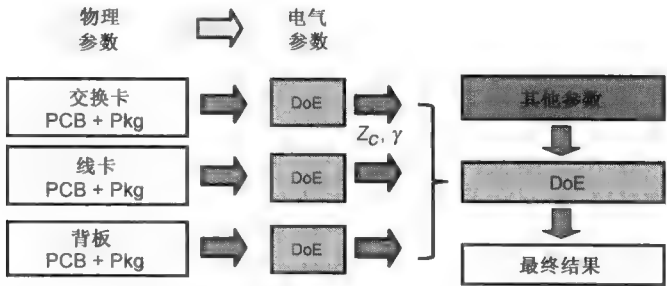 物理
参数
电气
参数
交换卡
PCB + Pkg
DoE
Z_C, γ
线卡
PCB + Pkg
DoE
背板
PCB + Pkg
DoE
其他参数
DoE
最终结果